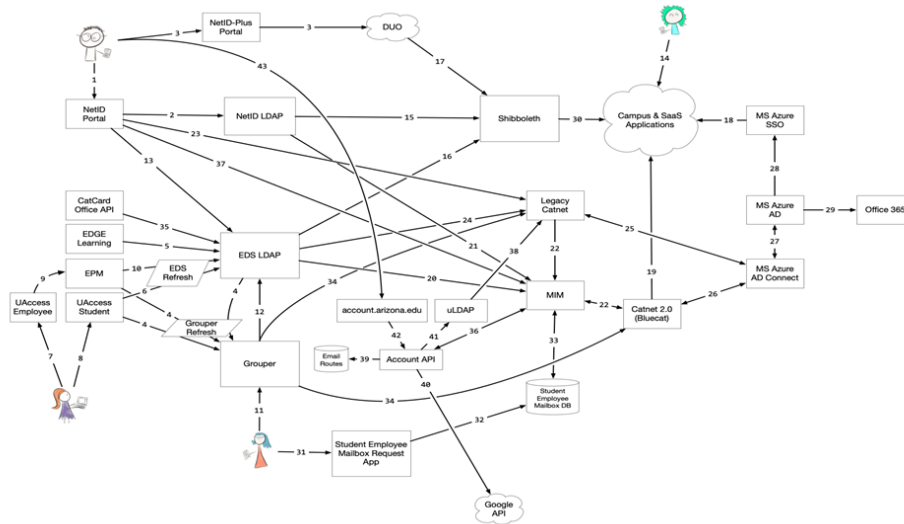 NetID-Plus
Portal
DUO
3
3
43
14
1
17
NetID
Portal
2
NetID LDAP
15
Shibboleth
30
Campus & SaaS
Applications
18
MS Azure
SSO
23
37
13
16
28
CatCard
Office API
35
Legacy
Catnet
MS Azure
AD
29
Office 365
24
EDGE
Learning
5
EDS LDAP
21
38
22
25
27
9
EPM
10
EDS
Refresh
34
20
MIM
19
MS Azure
AD Connect
UAccess
Employee
UAccess
Student
6
4
4
12
account.arizona.edu
uLDAP
22
Catnet 2.0
(Bluecat)
26
4
Grouper
Refresh
42
41
36
7
8
Grouper
Email
Routes
39
Account API
33
40
34
Student
Employee
Mailbox DB
11
32
31
Student Employee
Mailbox Request
App
Google
API